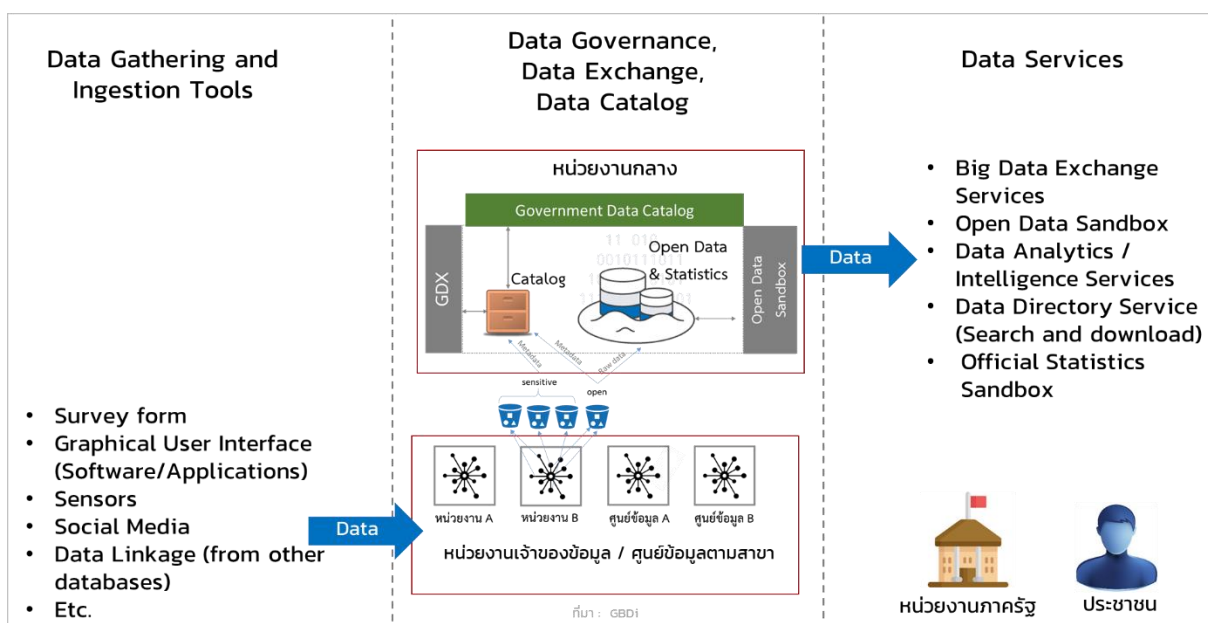 Data Gathering and
Ingestion Tools
• Survey form
• Graphical User Interface
(Software/Applications)
• Sensors
• Social Media
• Data Linkage (from other
databases)
• Etc.
Data
Data Governance,
Data Exchange,
Data Catalog
หน่วยงานกลาง
Government Data Catalog
GDX
Catalog
Open Data
& Statistics
11 010
0010111011
Open Data
Sandbox
Metadata
Metadata
Raw data
sensitive
open
หน่วยงาน A
หน่วยงาน B
ศูนย์ข้อมูล A
ศูนย์ข้อมูล B
หน่วยงานเจ้าของข้อมูล / ศูนย์ข้อมูลตามสาขา
ที่มา : GBDi
Data
Data Services
• Big Data Exchange
Services
• Open Data Sandbox
• Data Analytics /
Intelligence Services
• Data Directory Service
(Search and download)
• Official Statistics
Sandbox
หน่วยงานภาครัฐ
ประชาชน